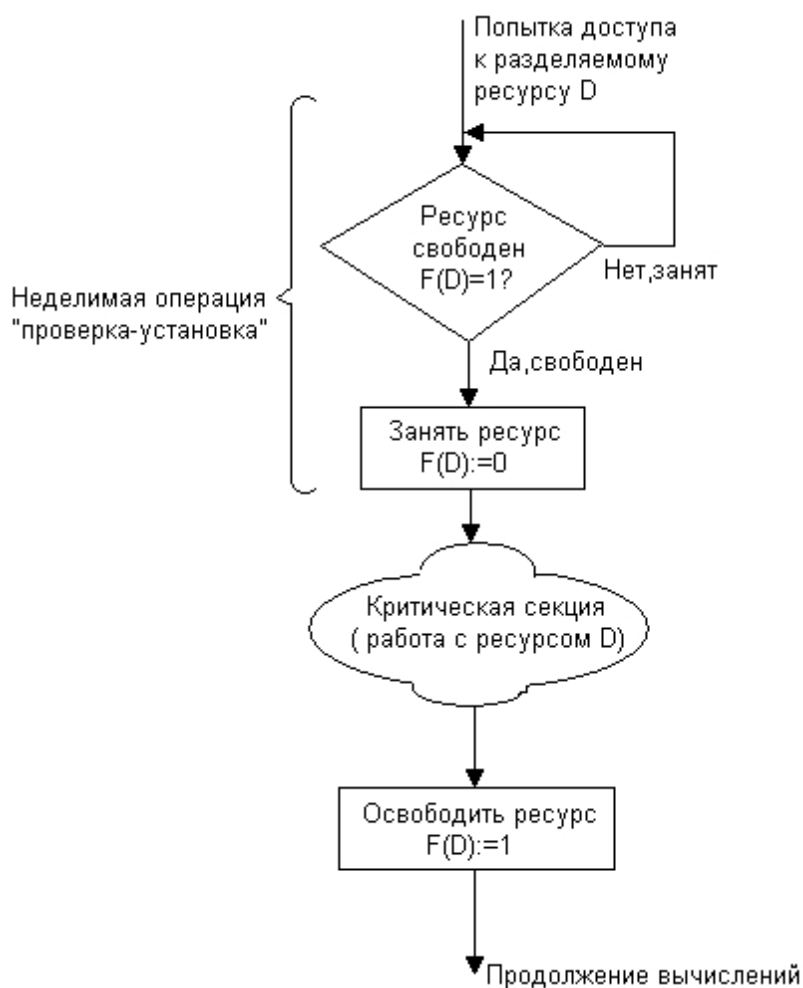 Попытка доступа
к разделяемому
ресурсу D
Ресурс
свободен
F(D)=1?
Нет,занят
Неделимая операция
"проверка-установка"
Да,свободен
Занять ресурс
F(D):=0
Критическая секция
( работа с ресурсом D)
Освободить ресурс
F(D):=1
Продолжение вычислений